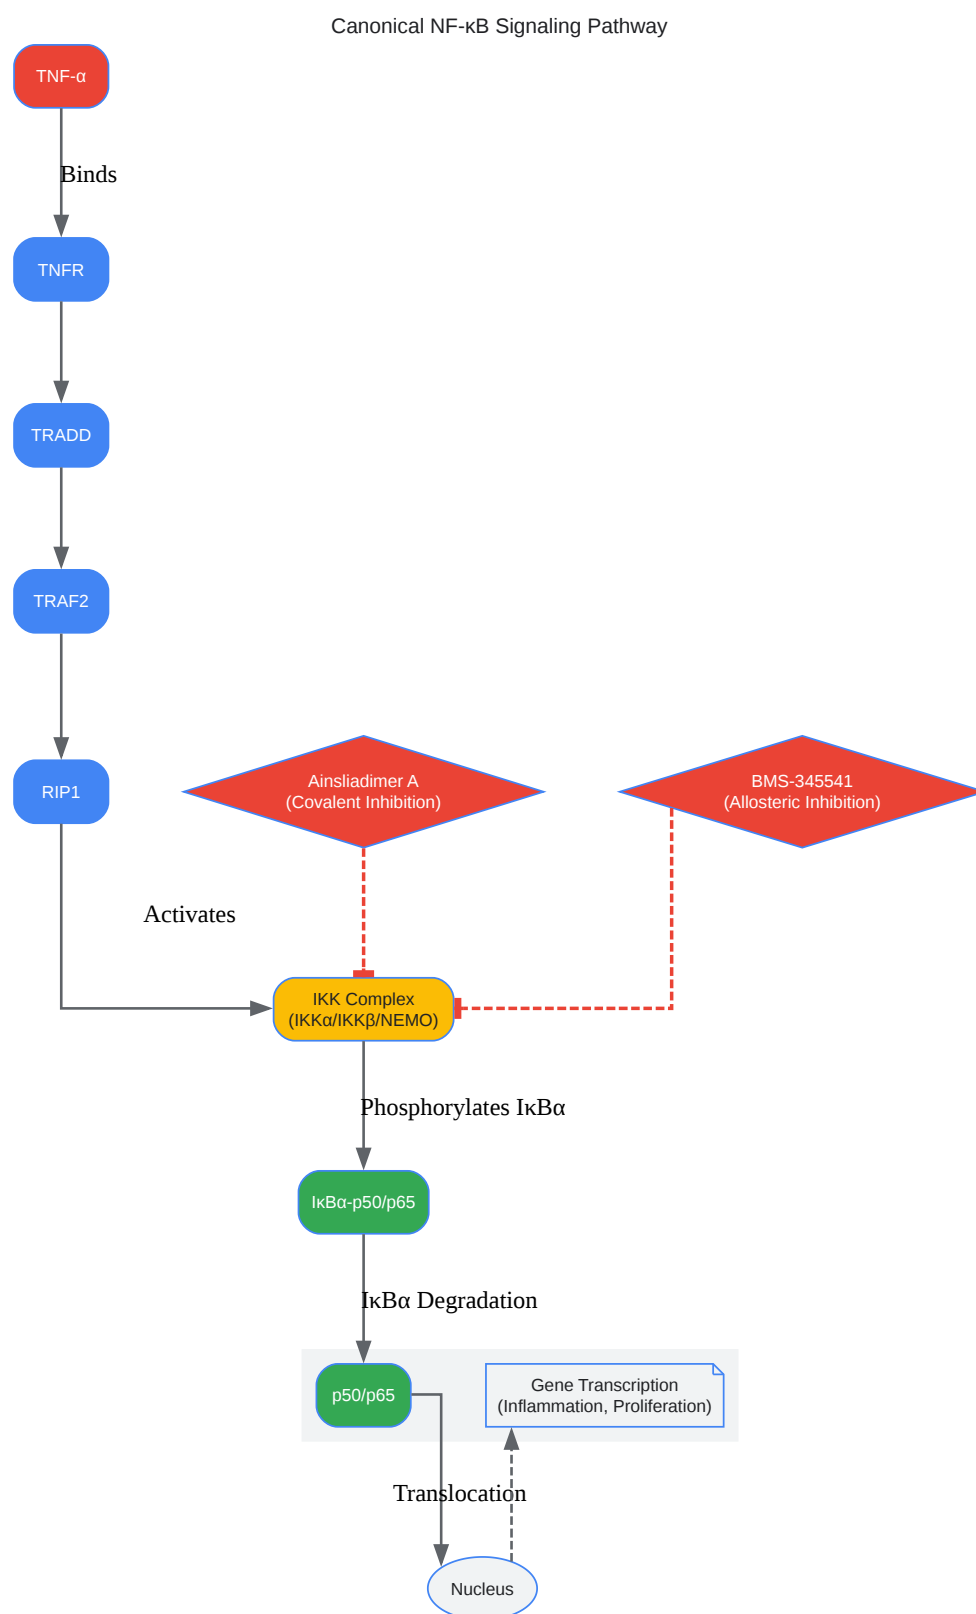 Canonical NF-κB Signaling Pathway
TNF-α
Binds
TNFR
TRADD
TRAF2
RIP1
Ainsliadimer A
(Covalent Inhibition)
BMS-345541
(Allosteric Inhibition)
Activates
IKK Complex
(IKKα/IKKβ/NEMO)
Phosphorylates IκBα
IκBα-p50/p65
IκBα Degradation
p50/p65
Gene Transcription
(Inflammation, Proliferation)
Translocation
Nucleus